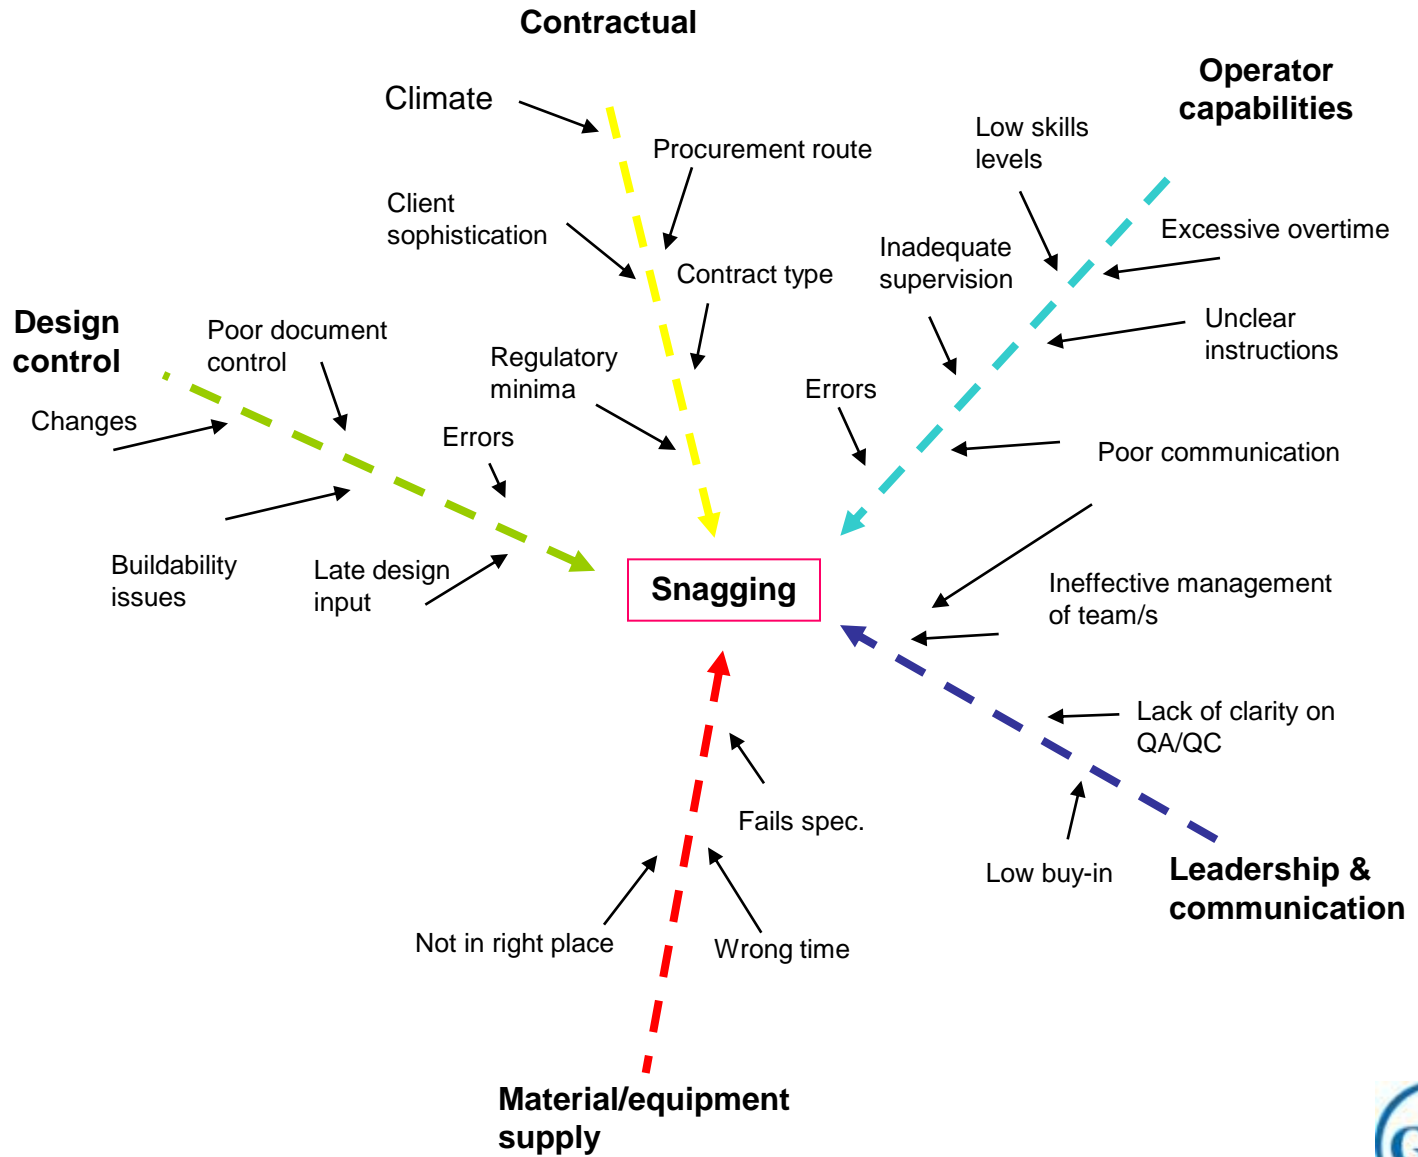 Contractual
Operator
capabilities
Climate
Low skills
levels
Procurement route
Client
sophistication
Excessive overtime
Inadequate
supervision
Contract type
Design
control
Poor document
control
Unclear
instructions
Regulatory
minima
Errors
Changes
Errors
Poor communication
Buildability
issues
Late design
input
Snagging
Ineffective management
of team/s
Lack of clarity on
QA/QC
Fails spec.
Low buy-in
Leadership &
communication
Not in right place
Wrong time
Material/equipment
supply